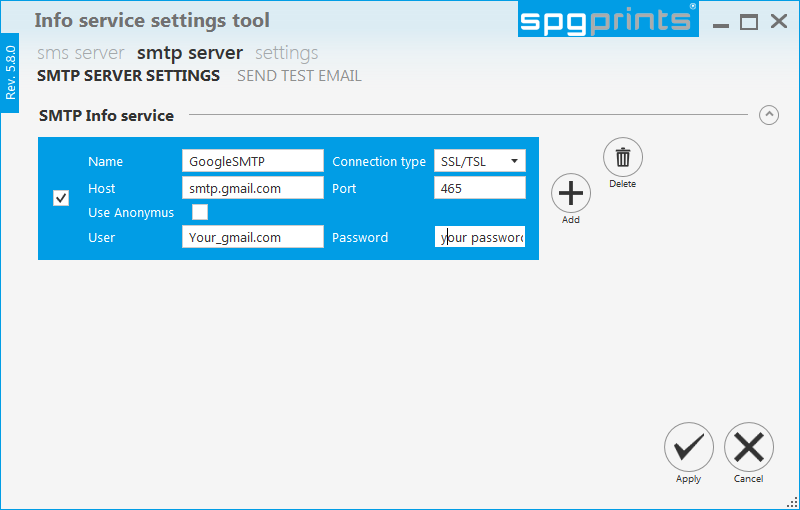 Info service settings tool
spgprints®
Rev. 5.8.0
sms server smtp server settings
SMTP SERVER SETTINGS SEND TEST EMAIL
SMTP Info service
Name GoogleSMTP Connection type SSL/TSL
Host smtp.gmail.com Port 465
Use Anonymus
User Your_gmail.com Password your password
Add
Delete
Apply
Cancel